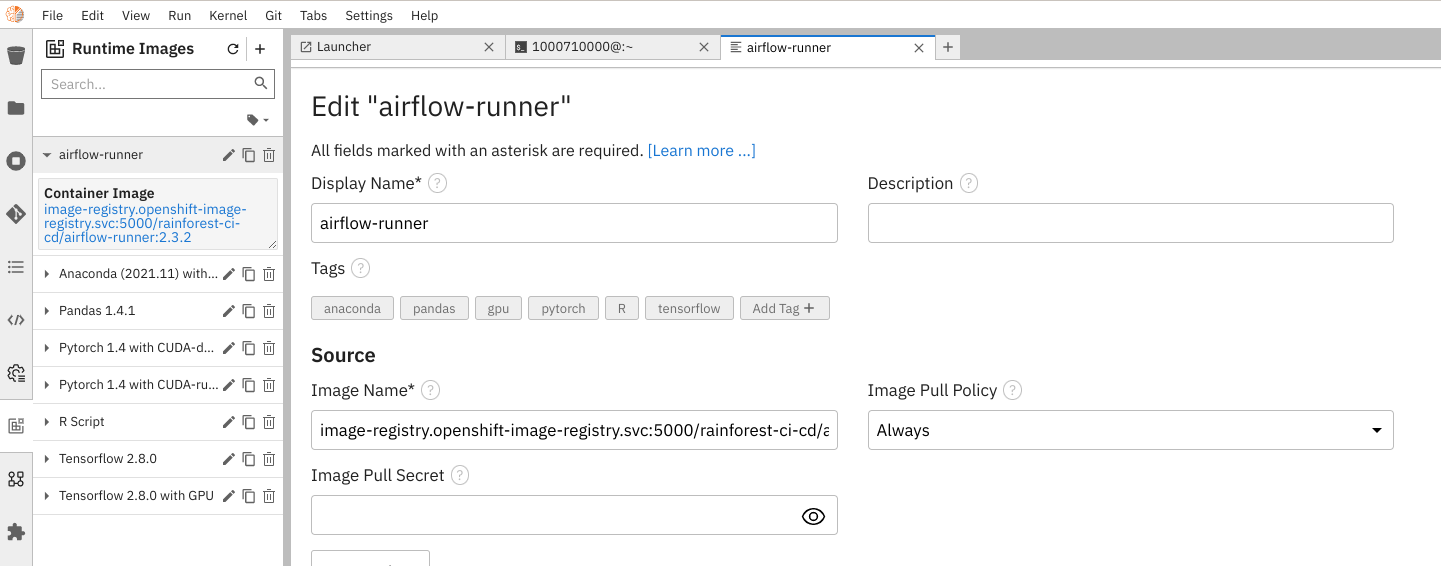 File Edit View Run Kernel Git Tabs Settings Help
Runtime Images
Search...
airflow-runner
Container Image
image-registry.openshift-image-
registry.svc:5000/rainforest-ci-
cd/airflow-runner:2.3.2
Anaconda (2021.11) with...
Pandas 1.4.1
Pytorch 1.4 with CUDA-d...
Pytorch 1.4 with CUDA-ru...
R Script
Tensorflow 2.8.0
Tensorflow 2.8.0 with GPU
Launcher
1000710000@:~
airflow-runner
Edit "airflow-runner"
All fields marked with an asterisk are required. [Learn more ...]
Display Name* ?
Description ?
airflow-runner
Tags ?
anaconda pandas gpu pytorch R tensorflow Add Tag +
Source
Image Name* ?
Image Pull Policy ?
image-registry.openshift-image-registry.svc:5000/rainforest-ci-cd/a
Always
Image Pull Secret ?